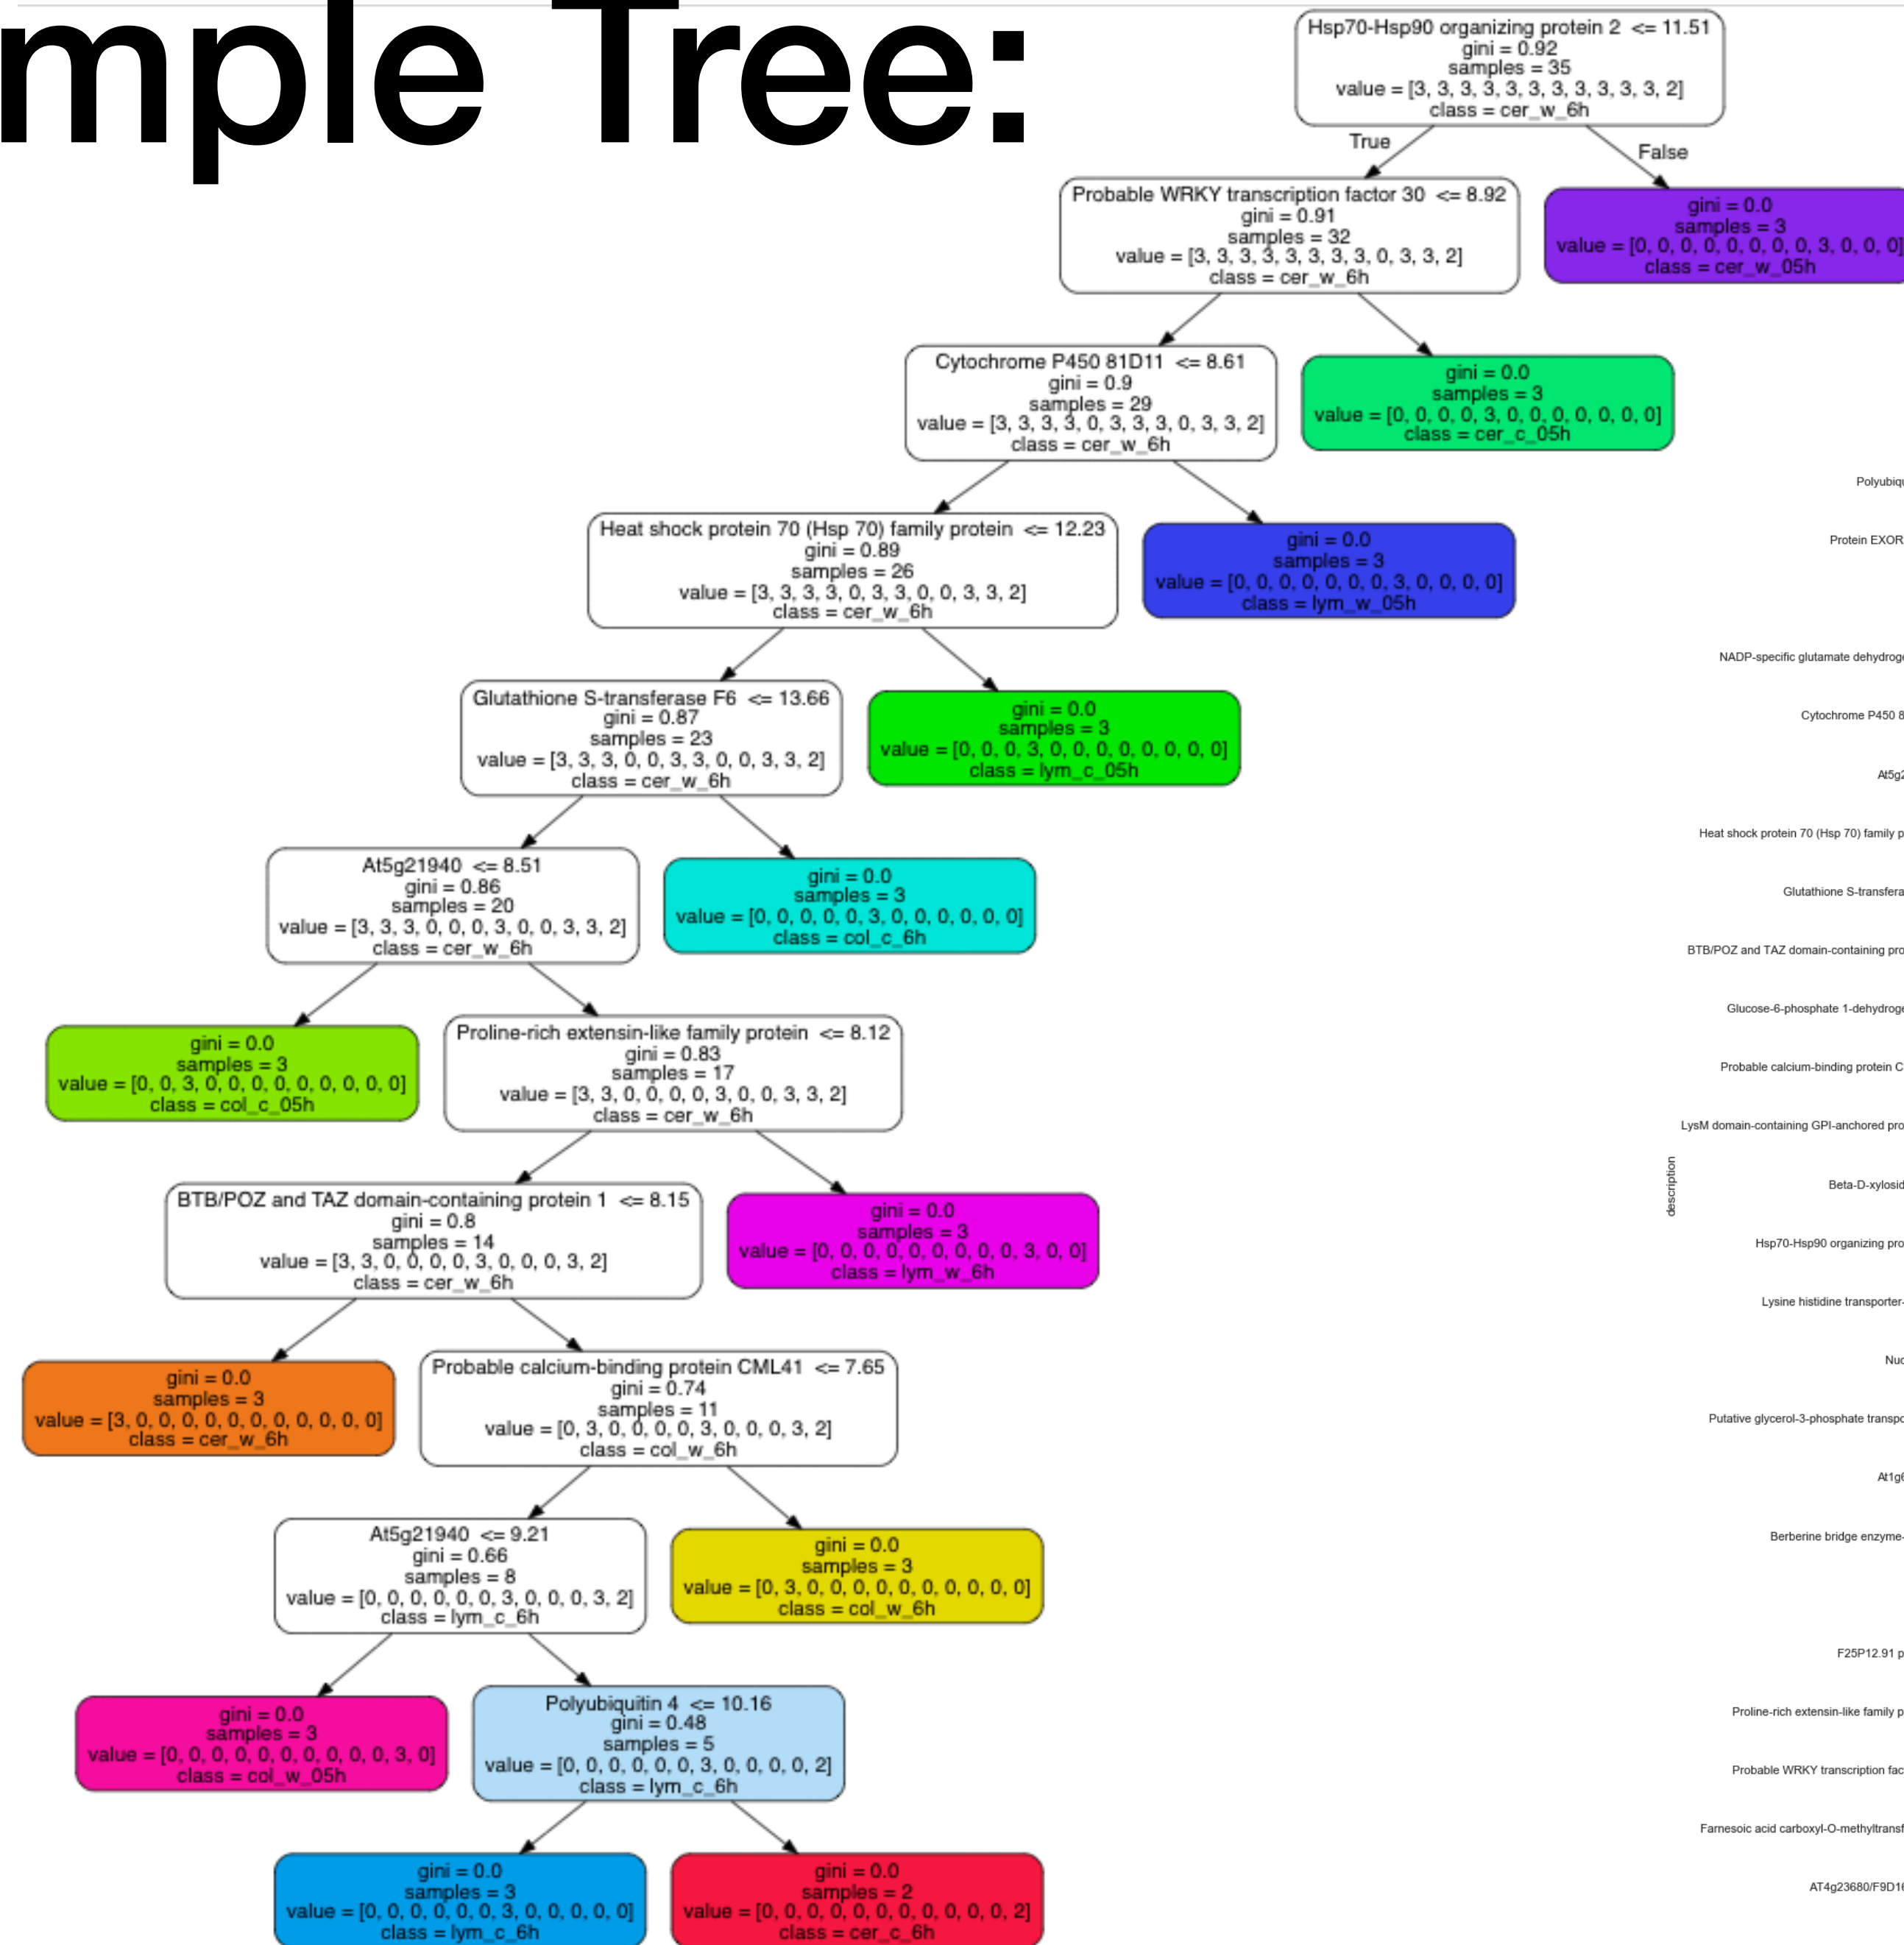 mple Tree:
Hsp70-Hsp90 organizing protein 2 <= 11.51
gini = 0.92
samples = 35
value = [3, 3, 3, 3, 3, 3, 3, 3, 3, 3, 3, 2]
class = cer_w_6h
True
False
Probable WRKY transcription factor 30 <= 8.92
gini = 0.91
samples = 32
value = [3, 3, 3, 3, 3, 3, 3, 3, 0, 3, 3, 2]
class = cer_w_6h
gini = 0.0
samples = 3
value = [0, 0, 0, 0, 0, 0, 0, 0, 3, 0, 0, 0]
class = cer_w_05h
Cytochrome P450 81D11 <= 8.61
gini = 0.9
samples = 29
value = [3, 3, 3, 3, 0, 3, 3, 3, 0, 3, 3, 2]
class = cer_w_6h
gini = 0.0
samples = 3
value = [0, 0, 0, 0, 3, 0, 0, 0, 0, 0, 0, 0]
class = cer_c_05h
Heat shock protein 70 (Hsp 70) family protein <= 12.23
gini = 0.89
samples = 26
value = [3, 3, 3, 3, 0, 3, 3, 0, 0, 3, 3, 2]
class = cer_w_6h
gini = 0.0
samples = 3
value = [0, 0, 0, 0, 0, 0, 0, 3, 0, 0, 0, 0]
class = lym_w_05h
Glutathione S-transferase F6 <= 13.66
gini = 0.87
samples = 23
value = [3, 3, 3, 0, 0, 3, 3, 0, 0, 3, 3, 2]
class = cer_w_6h
gini = 0.0
samples = 3
value = [0, 0, 0, 3, 0, 0, 0, 0, 0, 0, 0, 0]
class = lym_c_05h
At5g21940 <= 8.51
gini = 0.86
samples = 20
value = [3, 3, 3, 0, 0, 0, 3, 0, 0, 3, 3, 2]
class = cer_w_6h
gini = 0.0
samples = 3
value = [0, 0, 0, 0, 0, 3, 0, 0, 0, 0, 0, 0]
class = col_c_6h
gini = 0.0
samples = 3
value = [0, 0, 3, 0, 0, 0, 0, 0, 0, 0, 0, 0]
class = col_c_05h
Proline-rich extensin-like family protein <= 8.12
gini = 0.83
samples = 17
value = [3, 3, 0, 0, 0, 0, 3, 0, 0, 3, 3, 2]
class = cer_w_6h
BTB/POZ and TAZ domain-containing protein 1 <= 8.15
gini = 0.8
samples = 14
value = [3, 3, 0, 0, 0, 0, 3, 0, 0, 0, 3, 2]
class = cer_w_6h
gini = 0.0
samples = 3
value = [0, 0, 0, 0, 0, 0, 0, 0, 0, 3, 0, 0]
class = lym_w_6h
gini = 0.0
samples = 3
value = [3, 0, 0, 0, 0, 0, 0, 0, 0, 0, 0, 0]
class = cer_w_6h
Probable calcium-binding protein CML41 <= 7.65
gini = 0.74
samples = 11
value = [0, 3, 0, 0, 0, 0, 3, 0, 0, 0, 3, 2]
class = col_w_6h
At5g21940 <= 9.21
gini = 0.66
samples = 8
value = [0, 0, 0, 0, 0, 0, 3, 0, 0, 0, 3, 2]
class = lym_c_6h
gini = 0.0
samples = 3
value = [0, 3, 0, 0, 0, 0, 0, 0, 0, 0, 0, 0]
class = col_w_6h
gini = 0.0
samples = 3
value = [0, 0, 0, 0, 0, 0, 0, 0, 0, 0, 3, 0]
class = col_w_05h
Polyubiquitin 4 <= 10.16
gini = 0.48
samples = 5
value = [0, 0, 0, 0, 0, 0, 3, 0, 0, 0, 0, 2]
class = lym_c_6h
gini = 0.0
samples = 3
value = [0, 0, 0, 0, 0, 0, 3, 0, 0, 0, 0, 0]
class = lym_c_6h
gini = 0.0
samples = 2
value = [0, 0, 0, 0, 0, 0, 0, 0, 0, 0, 0, 2]
class = cer_c_6h
description
Polyubiqu
Protein EXOR
NADP-specific glutamate dehydroge
Cytochrome P450 8
At5g2
Heat shock protein 70 (Hsp 70) family p
Glutathione S-transfera
BTB/POZ and TAZ domain-containing pro
Glucose-6-phosphate 1-dehydroge
Probable calcium-binding protein C
LysM domain-containing GPI-anchored pro
Beta-D-xylosid
Hsp70-Hsp90 organizing pro
Lysine histidine transporter-
Nuc
Putative glycerol-3-phosphate transpo
At1g6
Berberine bridge enzyme-
F25P12.91 p
Proline-rich extensin-like family p
Probable WRKY transcription fac
Farnesoic acid carboxyl-O-methyltransf
AT4g23680/F9D16